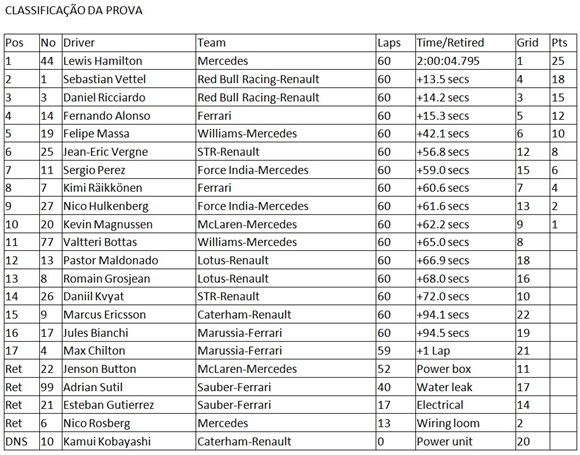 CLASSIFICAÇÃO DA PROVA
Pos No Driver Team Laps Time/Retired Grid Pts
1 44 Lewis Hamilton Mercedes 60 2:00:04.795 1 25
2 1 Sebastian Vettel Red Bull Racing-Renault 60 +13.5 secs 4 18
3 3 Daniel Ricciardo Red Bull Racing-Renault 60 +14.2 secs 3 15
4 14 Fernando Alonso Ferrari 60 +15.3 secs 5 12
5 19 Felipe Massa Williams-Mercedes 60 +42.1 secs 6 10
6 25 Jean-Eric Vergne STR-Renault 60 +56.8 secs 12 8
7 11 Sergio Perez Force India-Mercedes 60 +59.0 secs 15 6
8 7 Kimi Räikkönen Ferrari 60 +60.6 secs 7 4
9 27 Nico Hulkenberg Force India-Mercedes 60 +61.6 secs 13 2
10 20 Kevin Magnussen McLaren-Mercedes 60 +62.2 secs 9 1
11 77 Valtteri Bottas Williams-Mercedes 60 +65.0 secs 8
12 13 Pastor Maldonado Lotus-Renault 60 +66.9 secs 18
13 8 Romain Grosjean Lotus-Renault 60 +68.0 secs 16
14 26 Daniil Kvyat STR-Renault 60 +72.0 secs 10
15 9 Marcus Ericsson Caterham-Renault 60 +94.1 secs 22
16 17 Jules Bianchi Marussia-Ferrari 60 +94.5 secs 19
17 4 Max Chilton Marussia-Ferrari 59 +1 Lap 21
Ret 22 Jenson Button McLaren-Mercedes 52 Power box 11
Ret 99 Adrian Sutil Sauber-Ferrari 40 Water leak 17
Ret 21 Esteban Gutierrez Sauber-Ferrari 17 Electrical 14
Ret 6 Nico Rosberg Mercedes 13 Wiring loom 2
DNS 10 Kamui Kobayashi Caterham-Renault 0 Power unit 20